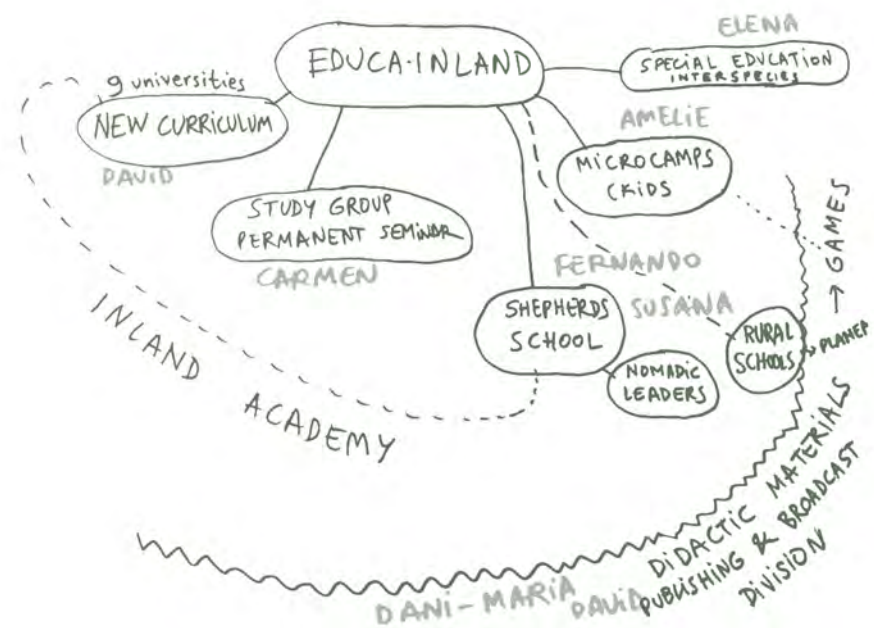 ELENA
EDUCA-INLAND
SPECIAL EDUCATION
INTERSPECIES
9 universities
NEW CURRICULUM
DAVID
AMELIE
MICROCAMPS
(KIDS
STUDY GROUP
PERMANENT SEMINAR
CARMEN
→ GAMES
FERNANDO
SUSANA
SHEPHERDS
SCHOOL
RURAL
SCHOOLS
NOMADIC
LEADERS
INLAND
ACADEMY
DIDACTIC MATERIALS
PUBLISHING & BROADCAST
DIVISION
DANI-MARIA
DAVID